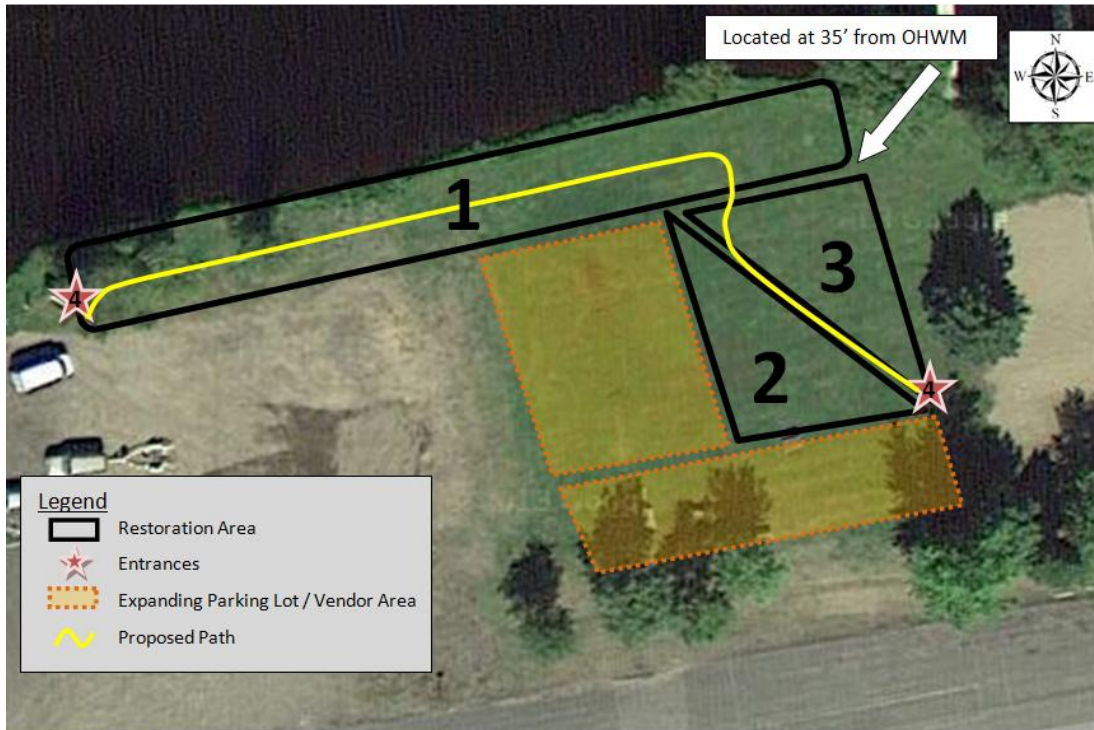 Located at 35’ from OHWM
N
W E
S
1
3
4
4
2
Legend
Restoration Area
Entrances
Expanding Parking Lot / Vendor Area
Proposed Path